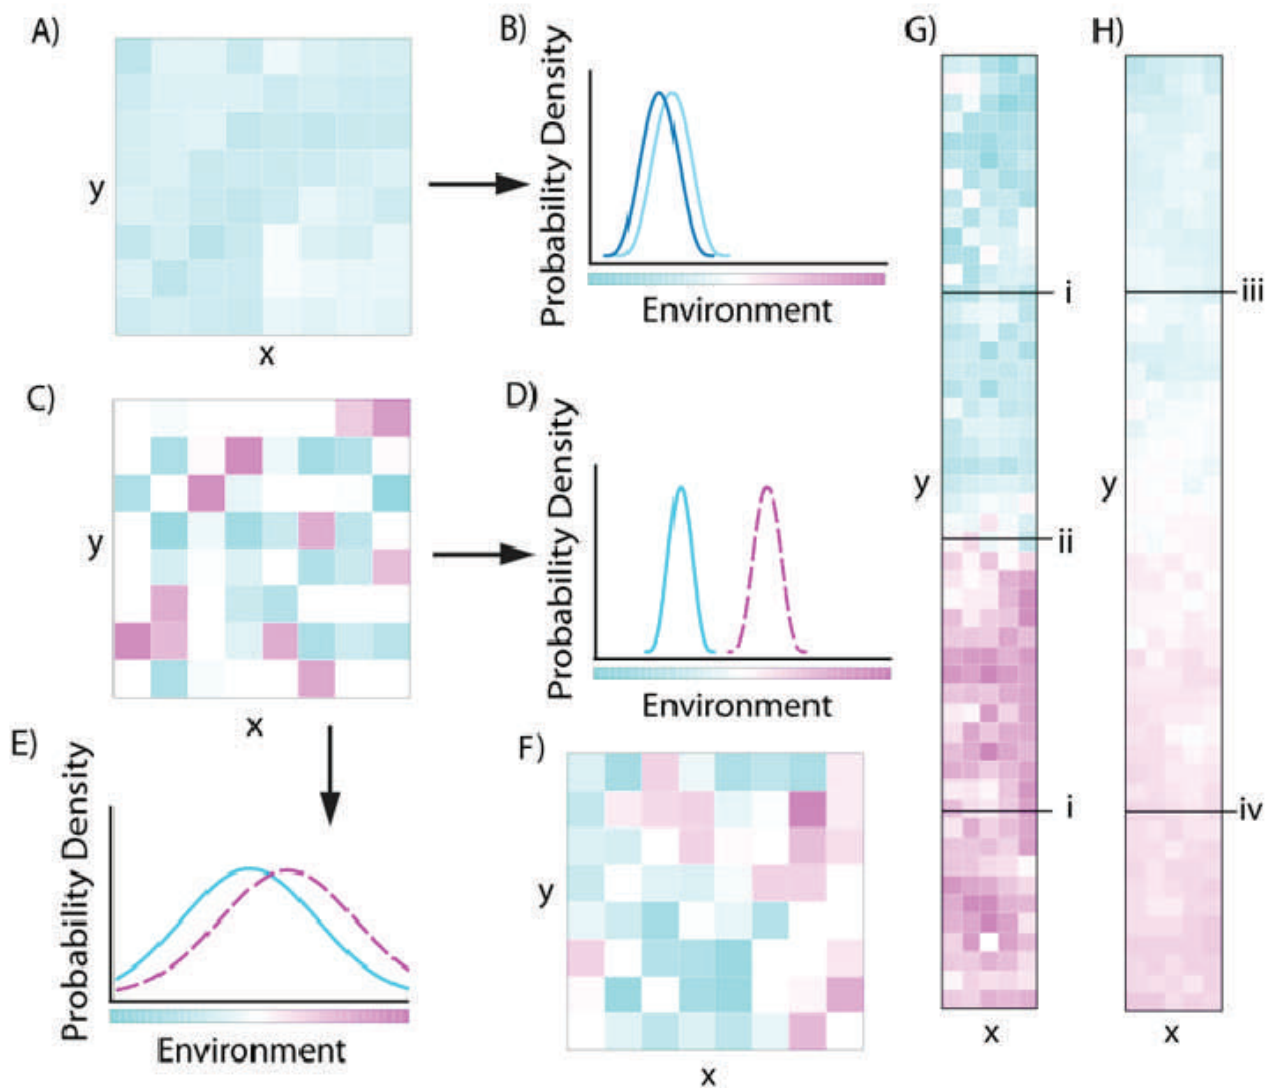 A)
y
x
B)
Probability Density
Environment
C)
y
x
D)
Probability Density
Environment
E)
Probability Density
Environment
F)
y
x
G)
i
ii
i
y
x
H)
iii
iv
y
x